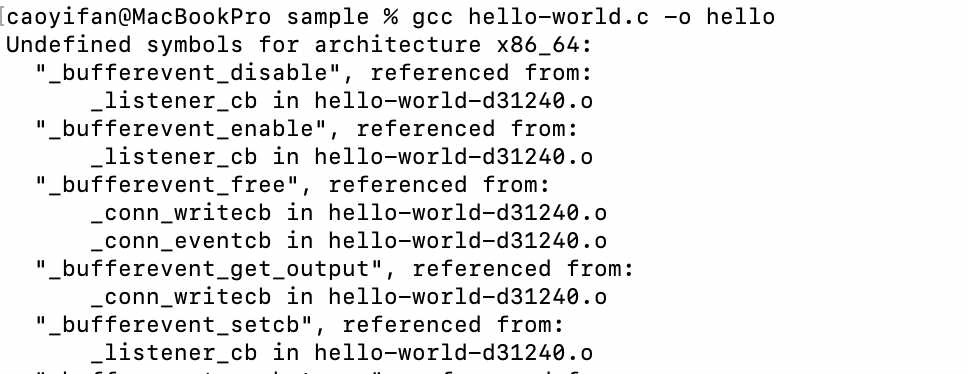 caoyifan@MacBookPro sample % gcc hello-world.c -o hello
Undefined symbols for architecture x86_64:
  "_bufferevent_disable", referenced from:
      _listener_cb in hello-world-d31240.o
  "_bufferevent_enable", referenced from:
      _listener_cb in hello-world-d31240.o
  "_bufferevent_free", referenced from:
      _conn_writecb in hello-world-d31240.o
      _conn_eventcb in hello-world-d31240.o
  "_bufferevent_get_output", referenced from:
      _conn_writecb in hello-world-d31240.o
  "_bufferevent_setcb", referenced from:
      _listener_cb in hello-world-d31240.o